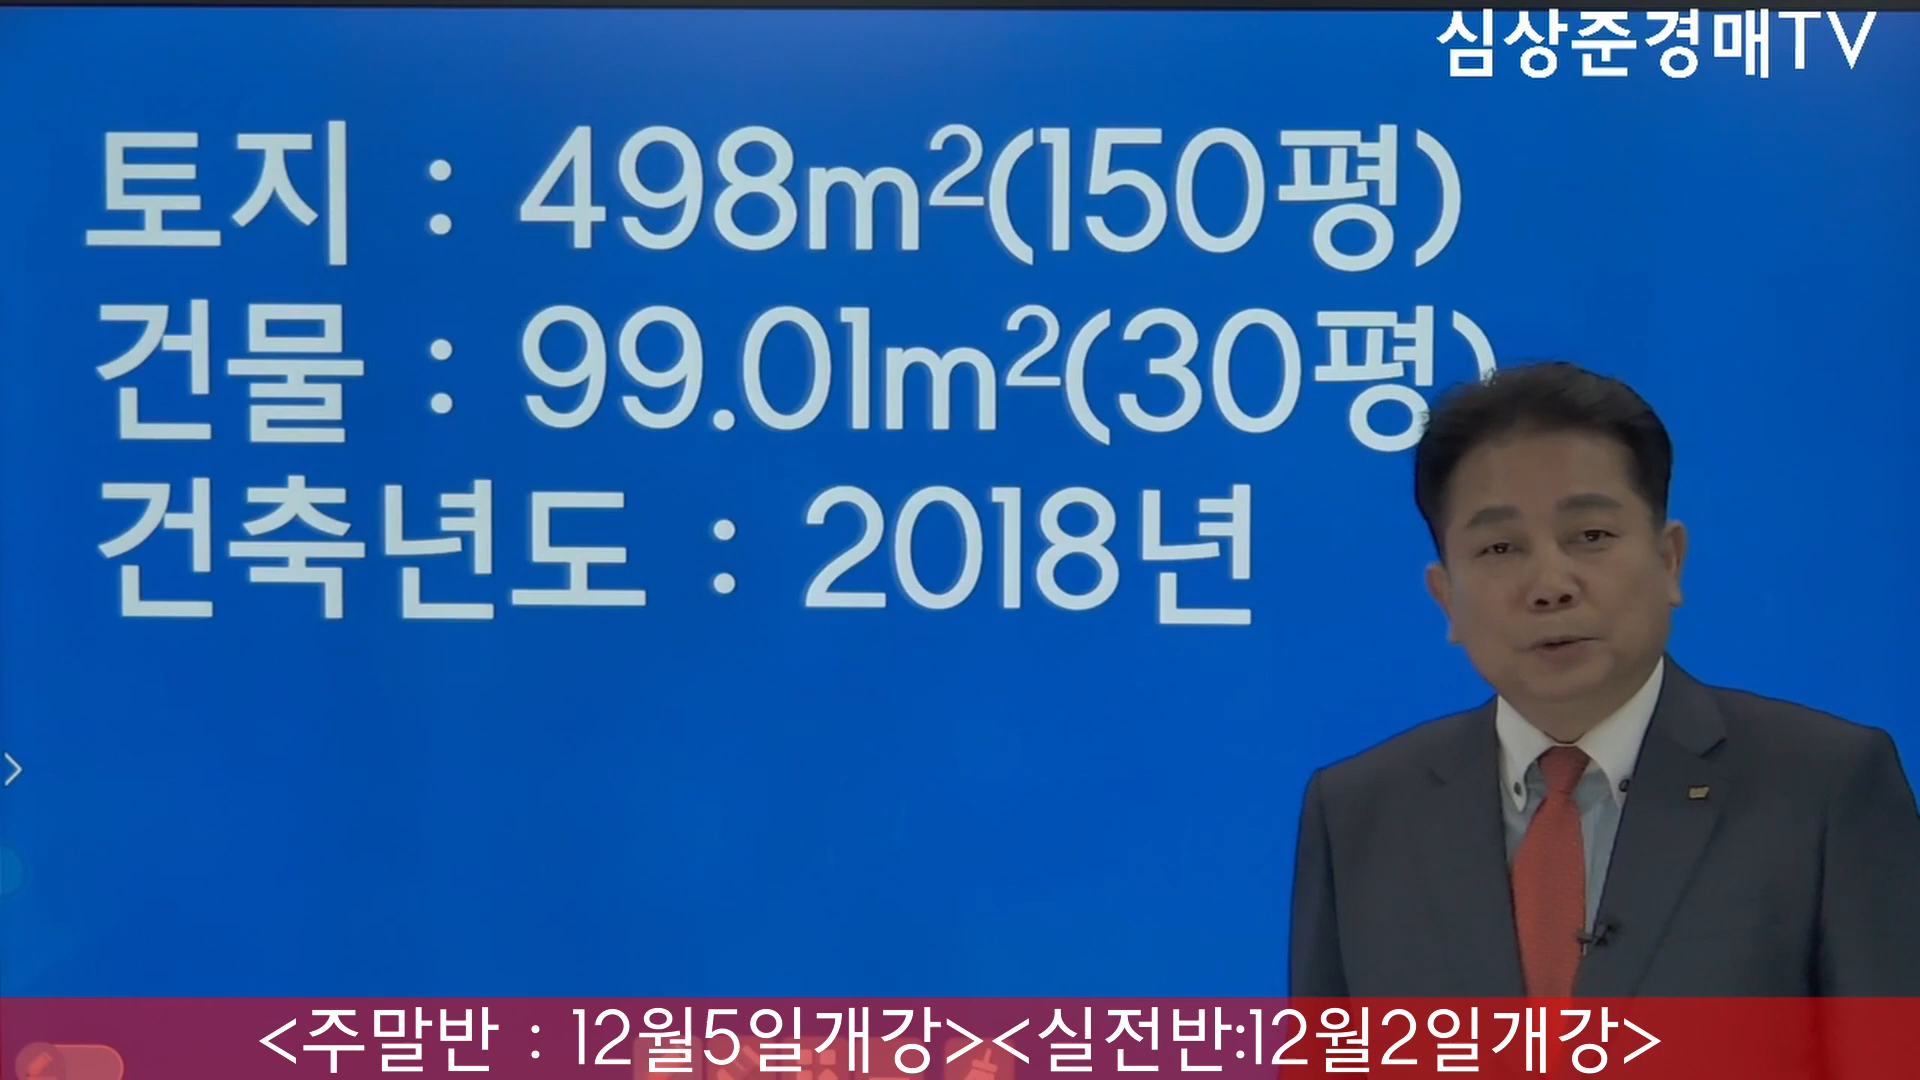 심상준경매TV
토지 : 498m²(150평)
건물 : 99.01m²(30평)
건축년도 : 2018년
<주말반 : 12월5일개강><실전반:12월2일개강>